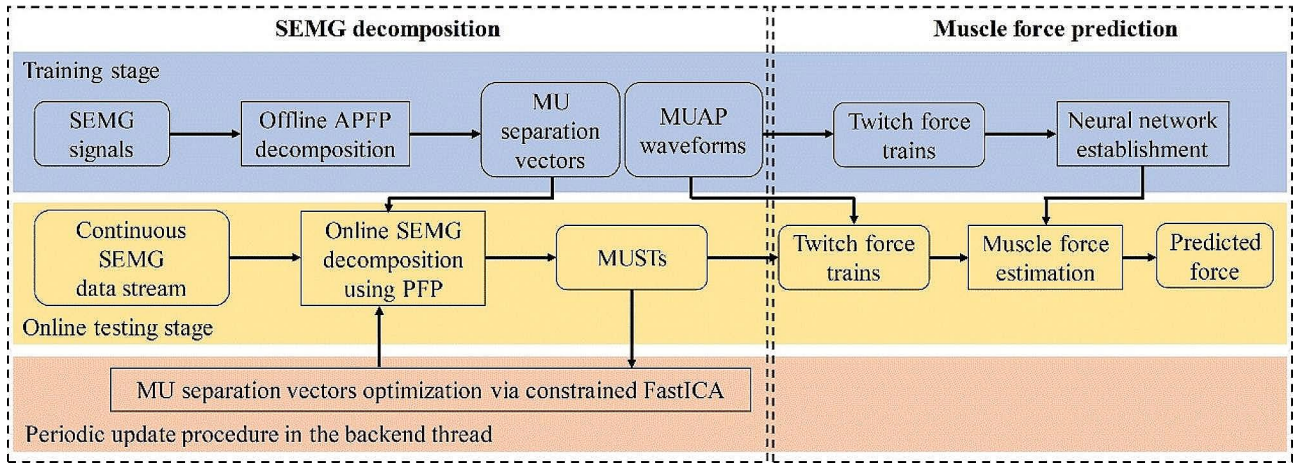 SEMG decomposition
Muscle force prediction
Training stage
SEMG
signals
Offline APFP
decomposition
MU
separation
vectors
MUAP
waveforms
Twitch force
trains
Neural network
establishment
Continuous
SEMG
data stream
Online SEMG
decomposition
using PFP
MUSTs
Twitch force
trains
Muscle force
estimation
Predicted
force
Online testing stage
MU separation vectors optimization via constrained FastICA
Periodic update procedure in the backend thread